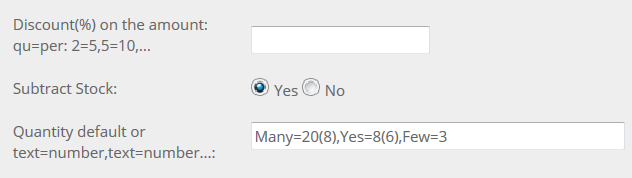 Discount(%) on the amount:
qu=per: 2=5,5=10,...
Subtract Stock:
Yes No
Quantity default or
text=number,text=number...:
Many=20(8),Yes=8(6),Few=3